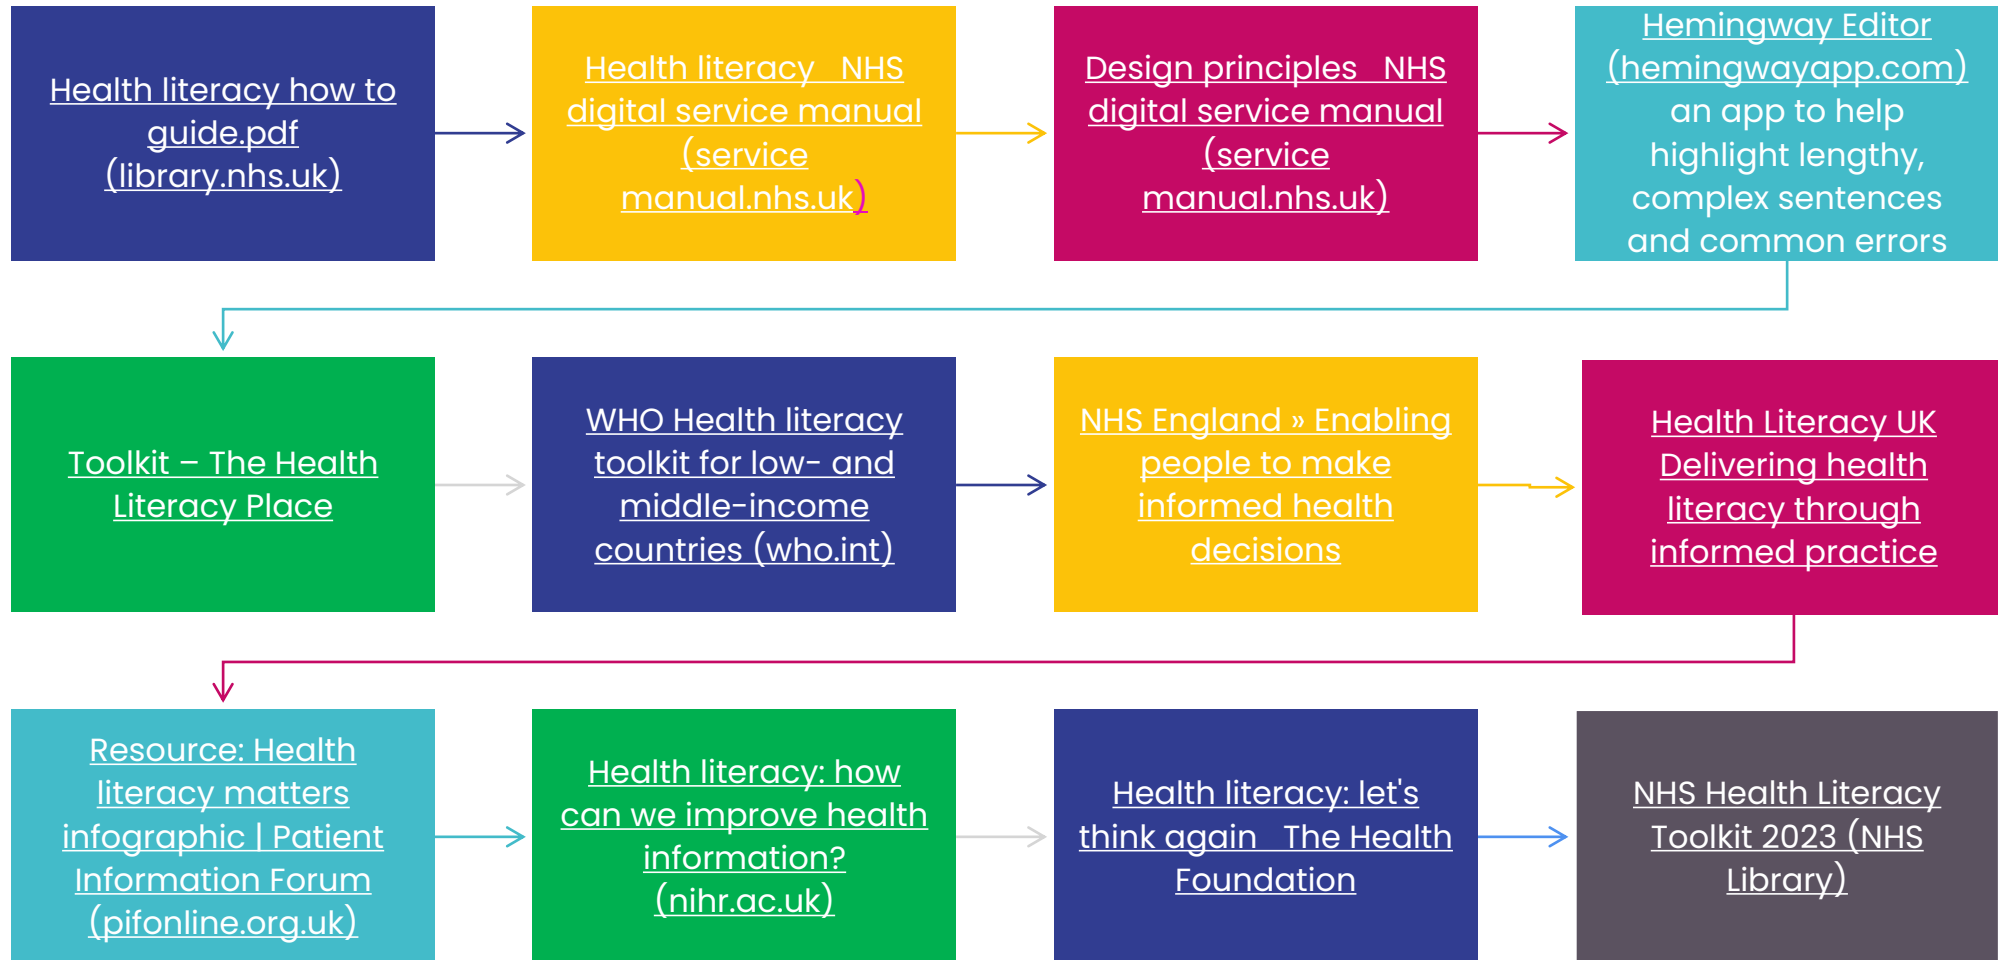 Health literacy how to
guide.pdf
(library.nhs.uk)
Health literacy   NHS
digital service manual
(service
manual.nhs.uk)
Design principles   NHS
digital service manual
(service
manual.nhs.uk)
Hemingway Editor
(hemingwayapp.com)
an app to help
highlight lengthy,
complex sentences
and common errors
Toolkit – The Health
Literacy Place
WHO Health literacy
toolkit for low- and
middle-income
countries (who.int)
NHS England » Enabling
people to make
informed health
decisions
Health Literacy UK
Delivering health
literacy through
informed practice
Resource: Health
literacy matters
infographic | Patient
Information Forum
(pifonline.org.uk)
Health literacy: how
can we improve health
information?
(nihr.ac.uk)
Health literacy: let's
think again   The Health
Foundation
NHS Health Literacy
Toolkit 2023 (NHS
Library)